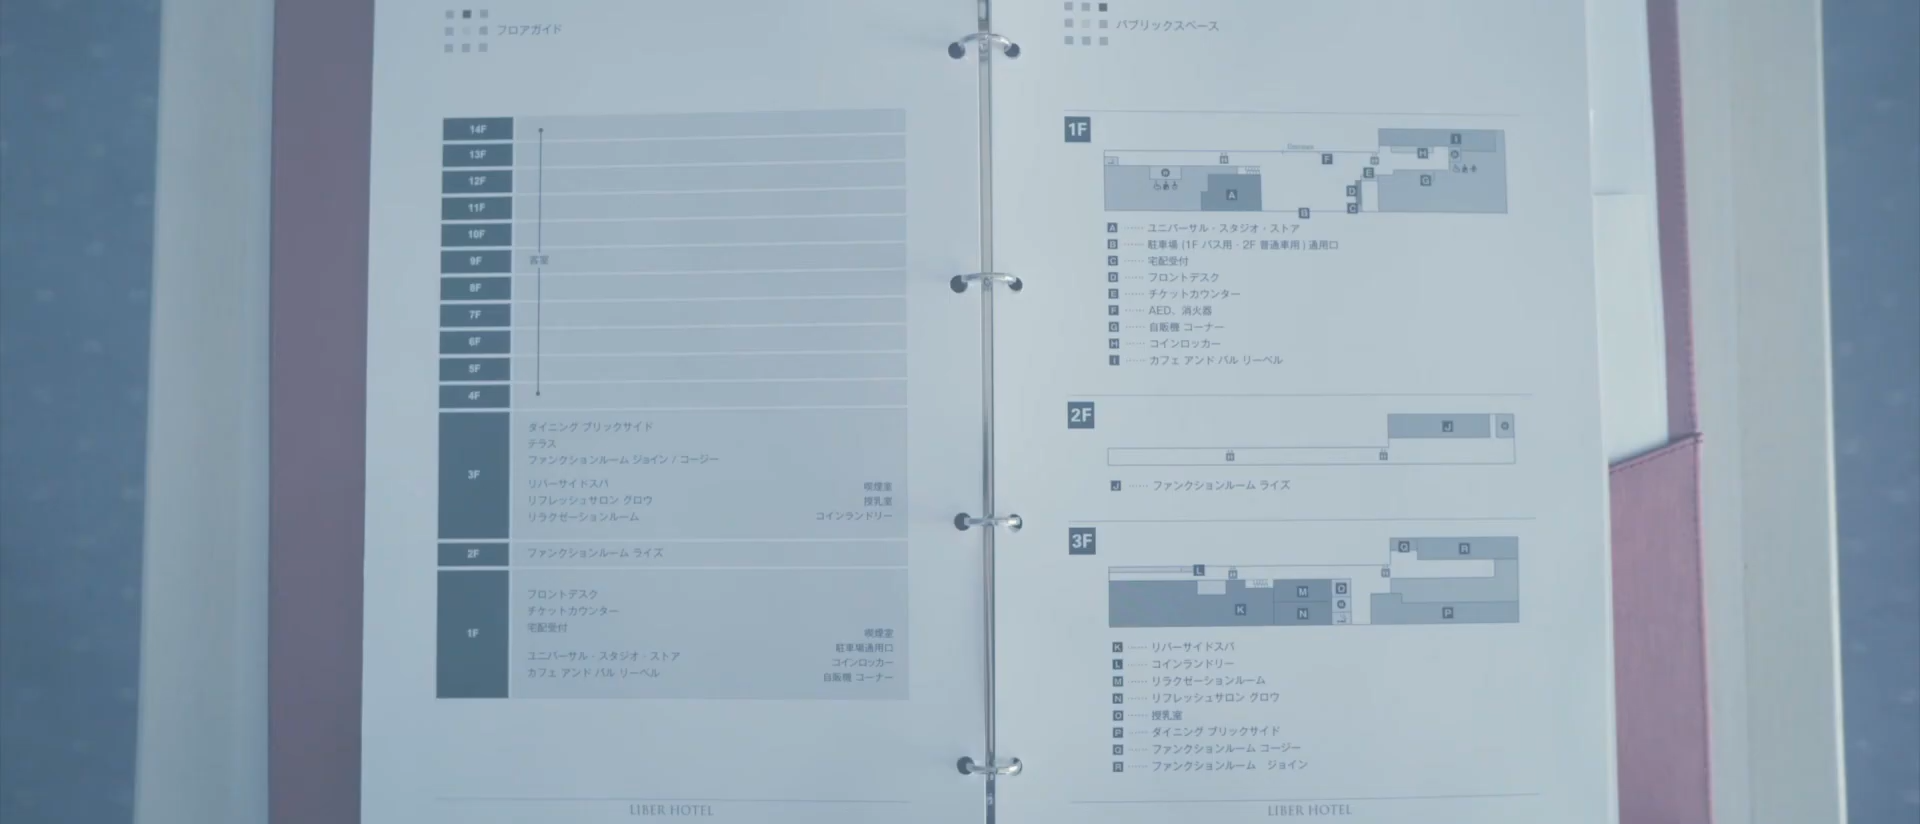 フロアガイド
14F
13F
12F
11F
10F
9F
客室
8F
7F
6F
5F
4F
3F
ダイニング ブリックサイド
テラス
ファンクションルーム ジョイン / コージー
リバーサイドスパ
リフレッシュサロン グロウ
リラクゼーションルーム
喫煙室
授乳室
コインランドリー
2F
ファンクションルーム ライズ
1F
フロントデスク
チケットカウンター
宅配受付
ユニバーサル・スタジオ・ストア
カフェ アンド バル リーベル
喫煙室
駐車場通用口
コインロッカー
自販機 コーナー
LIBER HOTEL
パブリックスペース
1F
I
H
F
E
G
A
D
C
B
A ...... ユニバーサル・スタジオ・ストア
B ...... 駐車場 (1F バス用・2F 普通車用) 通用口
C ...... 宅配受付
D ...... フロントデスク
E ...... チケットカウンター
F ...... AED、消火器
G ...... 自販機 コーナー
H ...... コインロッカー
I ...... カフェ アンド バル リーベル
2F
J
J ...... ファンクションルーム ライズ
3F
Q
R
L
M
O
K
N
P
K ...... リバーサイドスパ
L ...... コインランドリー
M ...... リラクゼーションルーム
N ...... リフレッシュサロン グロウ
O ...... 授乳室
P ...... ダイニング ブリックサイド
Q ...... ファンクションルーム コージー
R ...... ファンクションルーム ジョイン
LIBER HOTEL